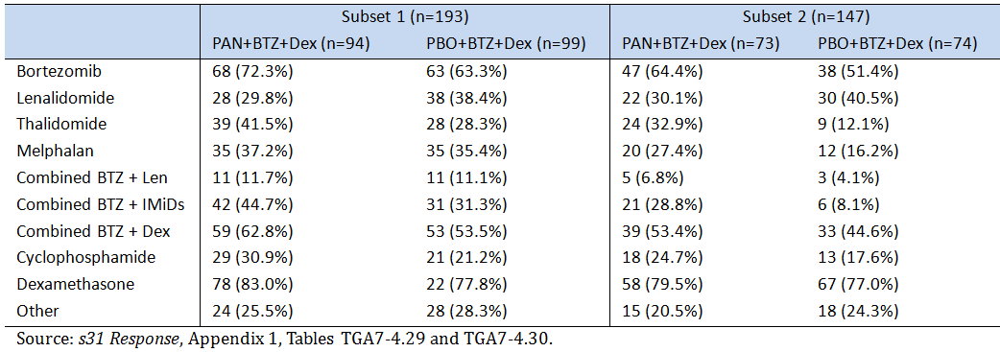 Subset 1 (n=193) Subset 2 (n=147)
PAN+BTZ+Dex (n=94) PBO+BTZ+Dex (n=99) PAN+BTZ+Dex (n=73) PBO+BTZ+Dex (n=74)
Bortezomib 68 (72.3%) 63 (63.3%) 47 (64.4%) 38 (51.4%)
Lenalidomide 28 (29.8%) 38 (38.4%) 22 (30.1%) 30 (40.5%)
Thalidomide 39 (41.5%) 28 (28.3%) 24 (32.9%) 9 (12.1%)
Melphalan 35 (37.2%) 35 (35.4%) 20 (27.4%) 12 (16.2%)
Combined BTZ + Len 11 (11.7%) 11 (11.1%) 5 (6.8%) 3 (4.1%)
Combined BTZ + IMiDs 42 (44.7%) 31 (31.3%) 21 (28.8%) 6 (8.1%)
Combined BTZ + Dex 59 (62.8%) 53 (53.5%) 39 (53.4%) 33 (44.6%)
Cyclophosphamide 29 (30.9%) 21 (21.2%) 18 (24.7%) 13 (17.6%)
Dexamethasone 78 (83.0%) 22 (77.8%) 58 (79.5%) 67 (77.0%)
Other 24 (25.5%) 28 (28.3%) 15 (20.5%) 18 (24.3%)
Source: s31 Response, Appendix 1, Tables TGA7-4.29 and TGA7-4.30.